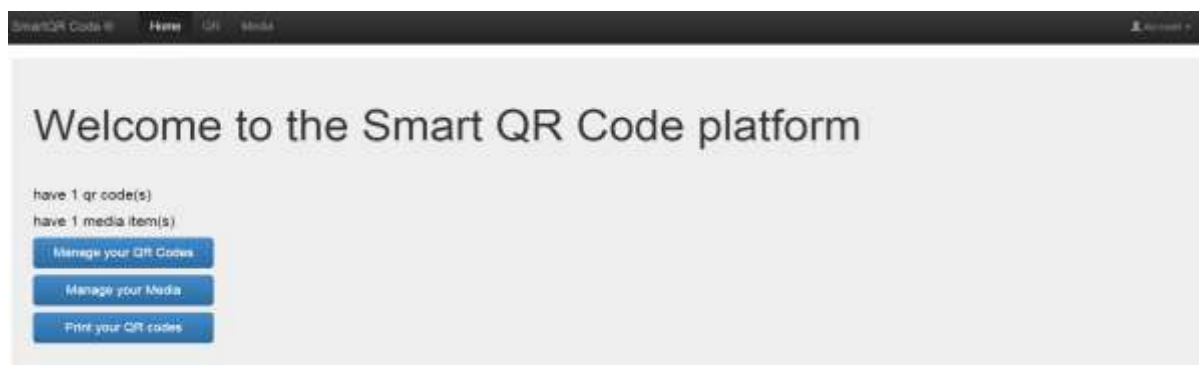 SmartQR Code ® Home QR Media Account
Welcome to the Smart QR Code platform
have 1 qr code(s)
have 1 media item(s)
Manage your QR Codes
Manage your Media
Print your QR codes